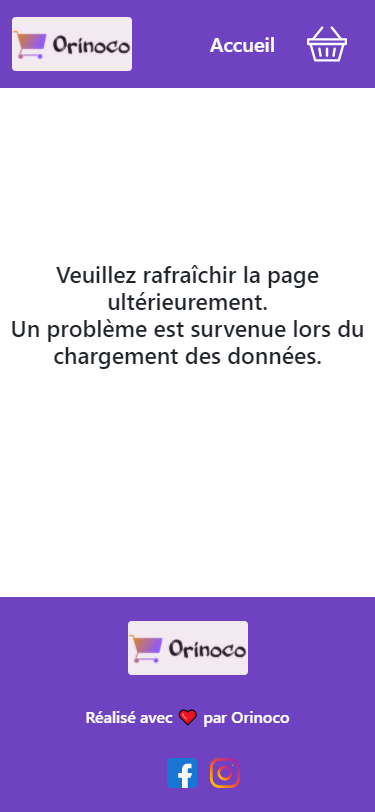 Orinoco
Accueil
Veuillez rafraîchir la page
ultérieurement.
Un problème est survenue lors du
chargement des données.
Orinoco
Réalisé avec par Orinoco